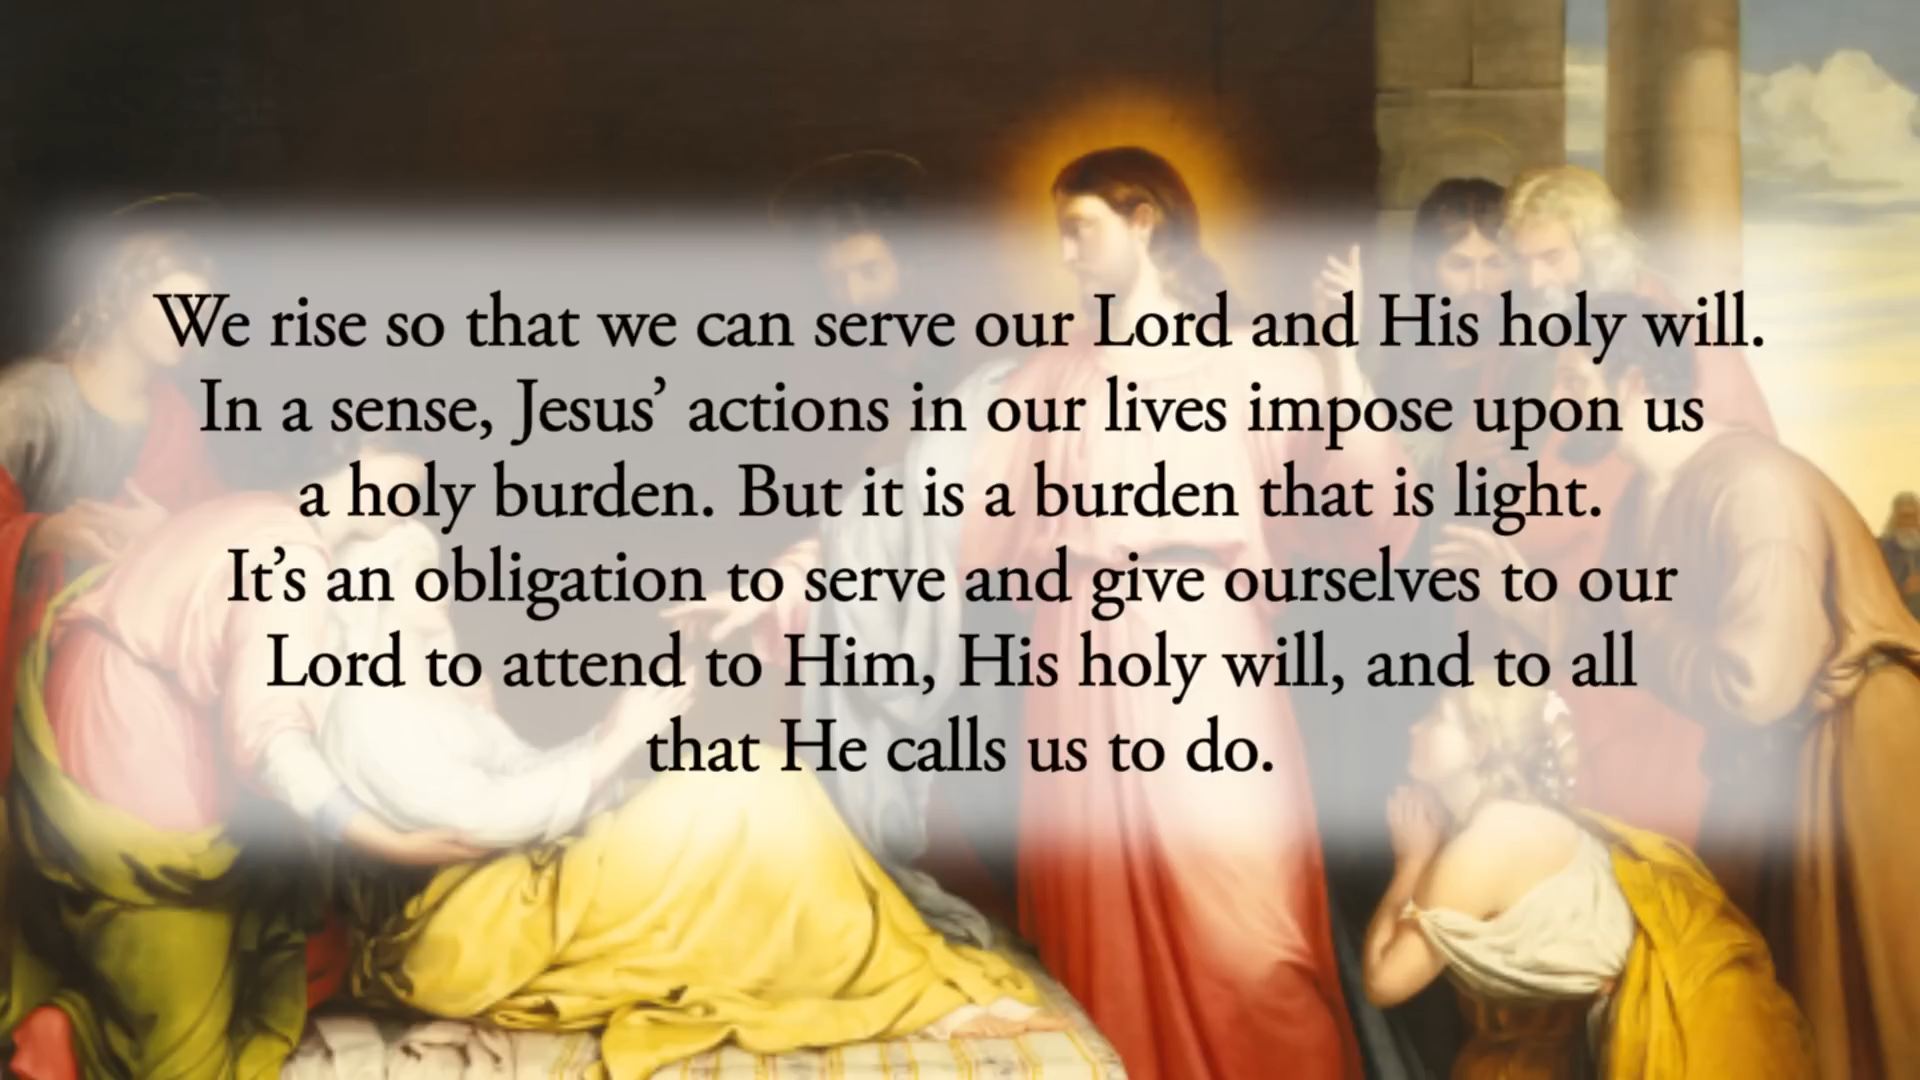 We rise so that we can serve our Lord and His holy will.
In a sense, Jesus’ actions in our lives impose upon us
a holy burden. But it is a burden that is light.
It’s an obligation to serve and give ourselves to our
Lord to attend to Him, His holy will, and to all
that He calls us to do.